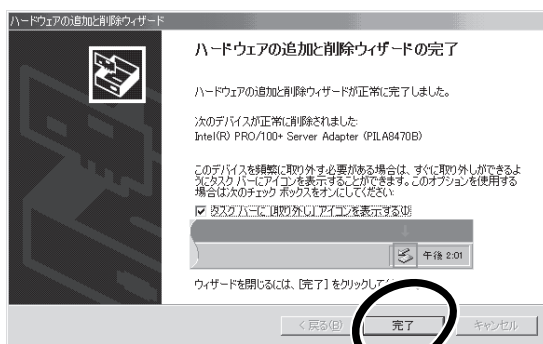 ハードウェアの追加と削除ウィザード
ハードウェアの追加と削除ウィザードの完了
ハードウェアの追加と削除ウィザードが正常に完了しました。
次のデバイスが正常に削除されました:
Intel(R) PRO/100+ Server Adapter (PILA8470B)
このデバイスを頻繁に取り外す必要がある場合は、すぐに取り外しができるよ
うにタスク バーにアイコンを表示することができます。このオプションを使用する
場合は次のチェック ボックスをオンにしてください:
タスク バーに [取り外し] アイコンを表示する(U)
午後 2:01
ウィザードを閉じるには、[完了] をクリックして
< 戻る(B)
完了
キャンセル